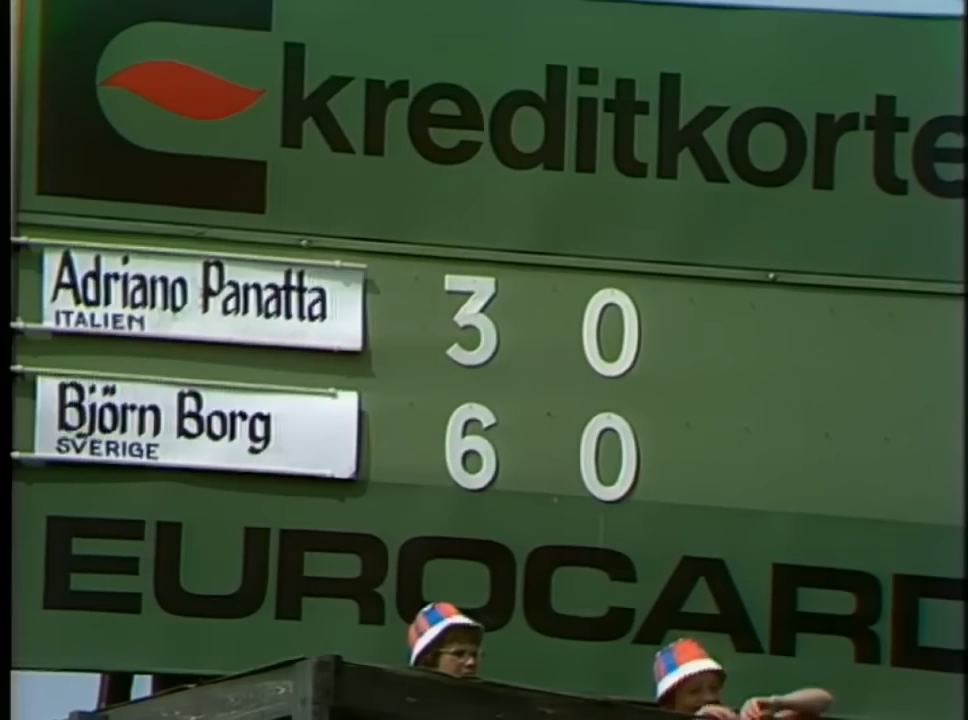 kreditkorte
Adriano Panatta 3 0
ITALIEN
Björn Borg 6 0
SVERIGE
EUROCARD